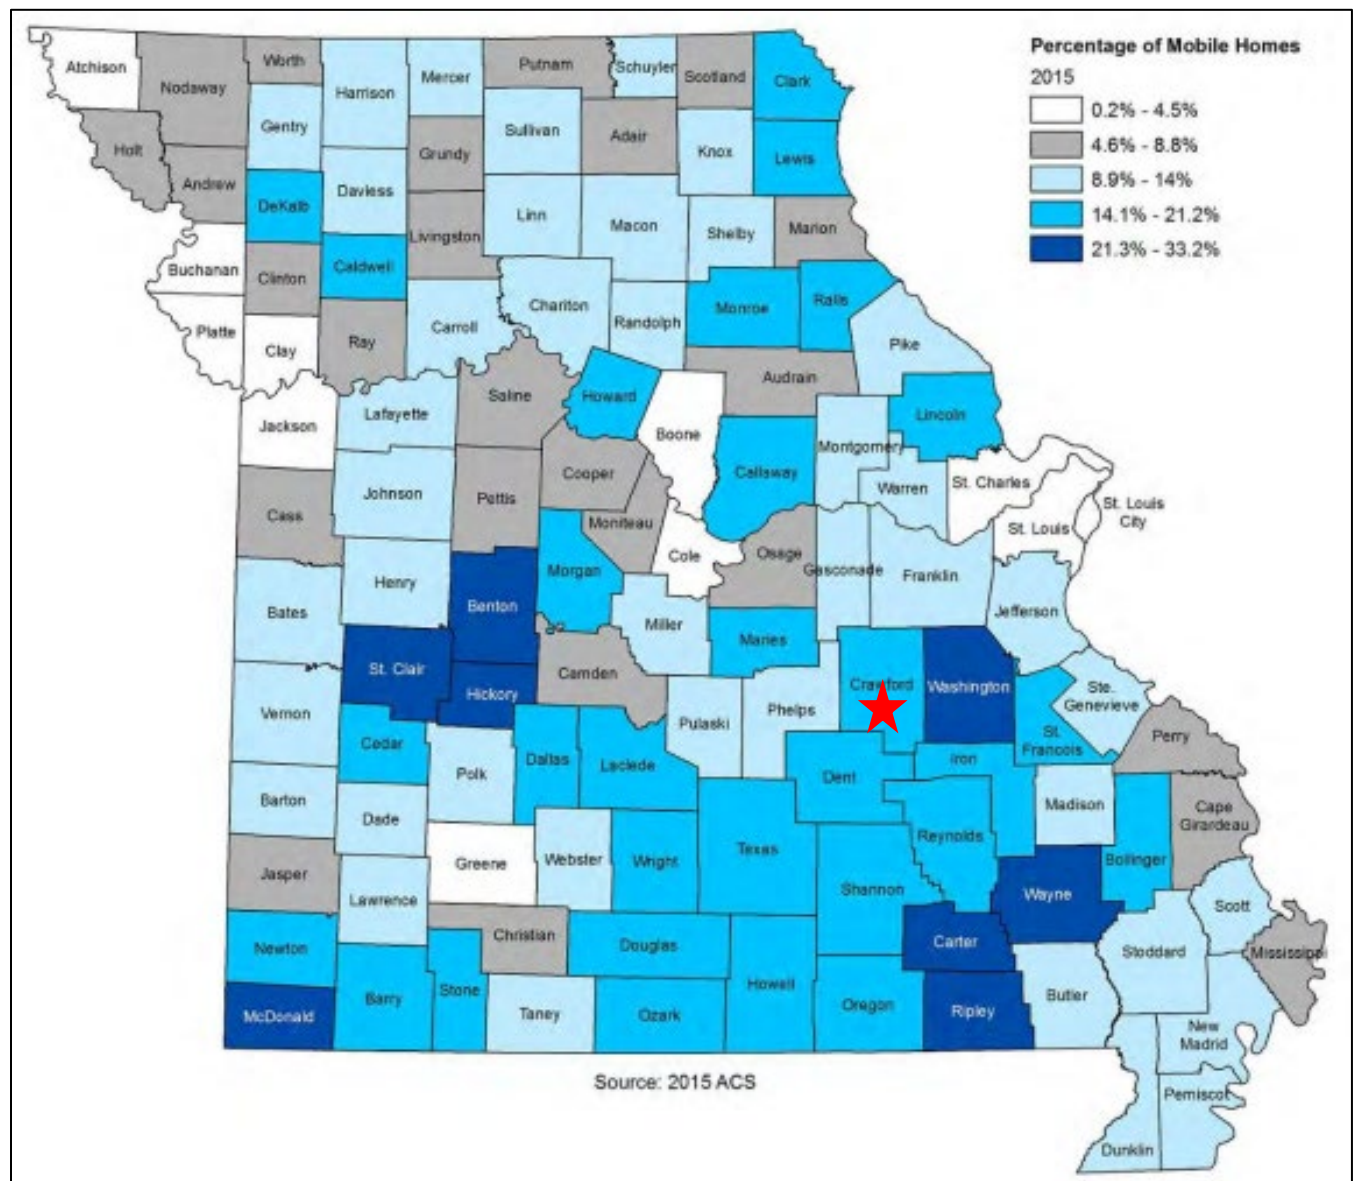 Percentage of Mobile Homes
2015
0.2% - 4.5%
4.6% - 8.8%
8.9% - 14%
14.1% - 21.2%
21.3% - 33.2%
Atchison
Nodaway
Worth
Harrison
Mercer
Putnam
Schuyler
Scotland
Clark
Gentry
Sullivan
Adair
Knox
Lewis
Holt
Andrew
Grundy
DeKalb
Daviess
Linn
Macon
Shelby
Marion
Livingston
Buchanan
Clinton
Caldwell
Chariton
Randolph
Monroe
Ralls
Platte
Clay
Ray
Carroll
Pike
Audrain
Jackson
Lafayette
Saline
Howard
Boone
Lincoln
Callaway
Montgomery
Warren
St. Charles
St. Louis
St. Louis
City
Cass
Johnson
Pettis
Cooper
Moniteau
Cole
Osage
Gasconade
Franklin
Bates
Henry
Benton
Morgan
Miller
Maries
Jefferson
St. Clair
Hickory
Camden
Pulaski
Phelps
Crawford
Washington
Ste.
Genevieve
St.
Francois
Perry
Vernon
Cedar
Polk
Dallas
Laclede
Dent
Iron
Madison
Cape
Girardeau
Barton
Dade
Greene
Webster
Wright
Texas
Shannon
Reynolds
Bollinger
Jasper
Lawrence
Wayne
Scott
Newton
Christian
Douglas
Carter
Stoddard
Mississippi
McDonald
Barry
Stone
Taney
Ozark
Howell
Oregon
Ripley
Butler
New
Madrid
Pemiscot
Dunklin
Source: 2015 ACS